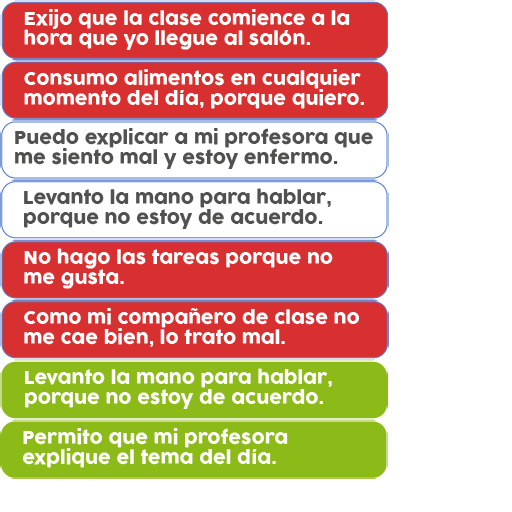 Exijo que la clase comience a la
hora que yo llegue al salón.
Consumo alimentos en cualquier
momento del día, porque quiero.
Puedo explicar a mi profesora que
me siento mal y estoy enfermo.
Levanto la mano para hablar,
porque no estoy de acuerdo.
No hago las tareas porque no
me gusta.
Como mi compañero de clase no
me cae bien, lo trato mal.
Levanto la mano para hablar,
porque no estoy de acuerdo.
Permito que mi profesora
explique el tema del día.